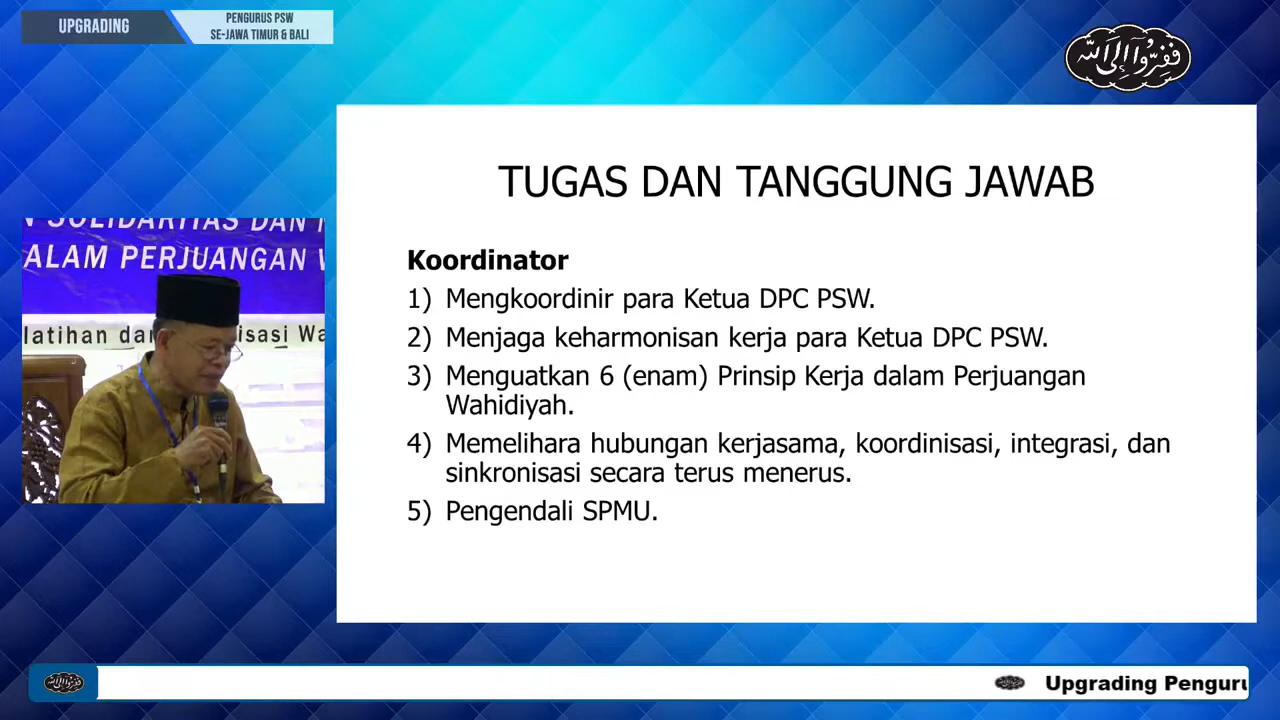 UPGRADING
PENGURUS PSW
SE-JAWA TIMUR & BALI
فَفِرُّوْآ اِلَى اللّٰه
TUGAS DAN TANGGUNG JAWAB
Koordinator
1) Mengkoordinir para Ketua DPC PSW.
2) Menjaga keharmonisan kerja para Ketua DPC PSW.
3) Menguatkan 6 (enam) Prinsip Kerja dalam Perjuangan
Wahidiyah.
4) Memelihara hubungan kerjasama, koordinisasi, integrasi, dan
sinkronisasi secara terus menerus.
5) Pengendali SPMU.
SOLIDARITAS DAN
ALAM PERJUANGAN
latihan dan
Upgrading Penguru